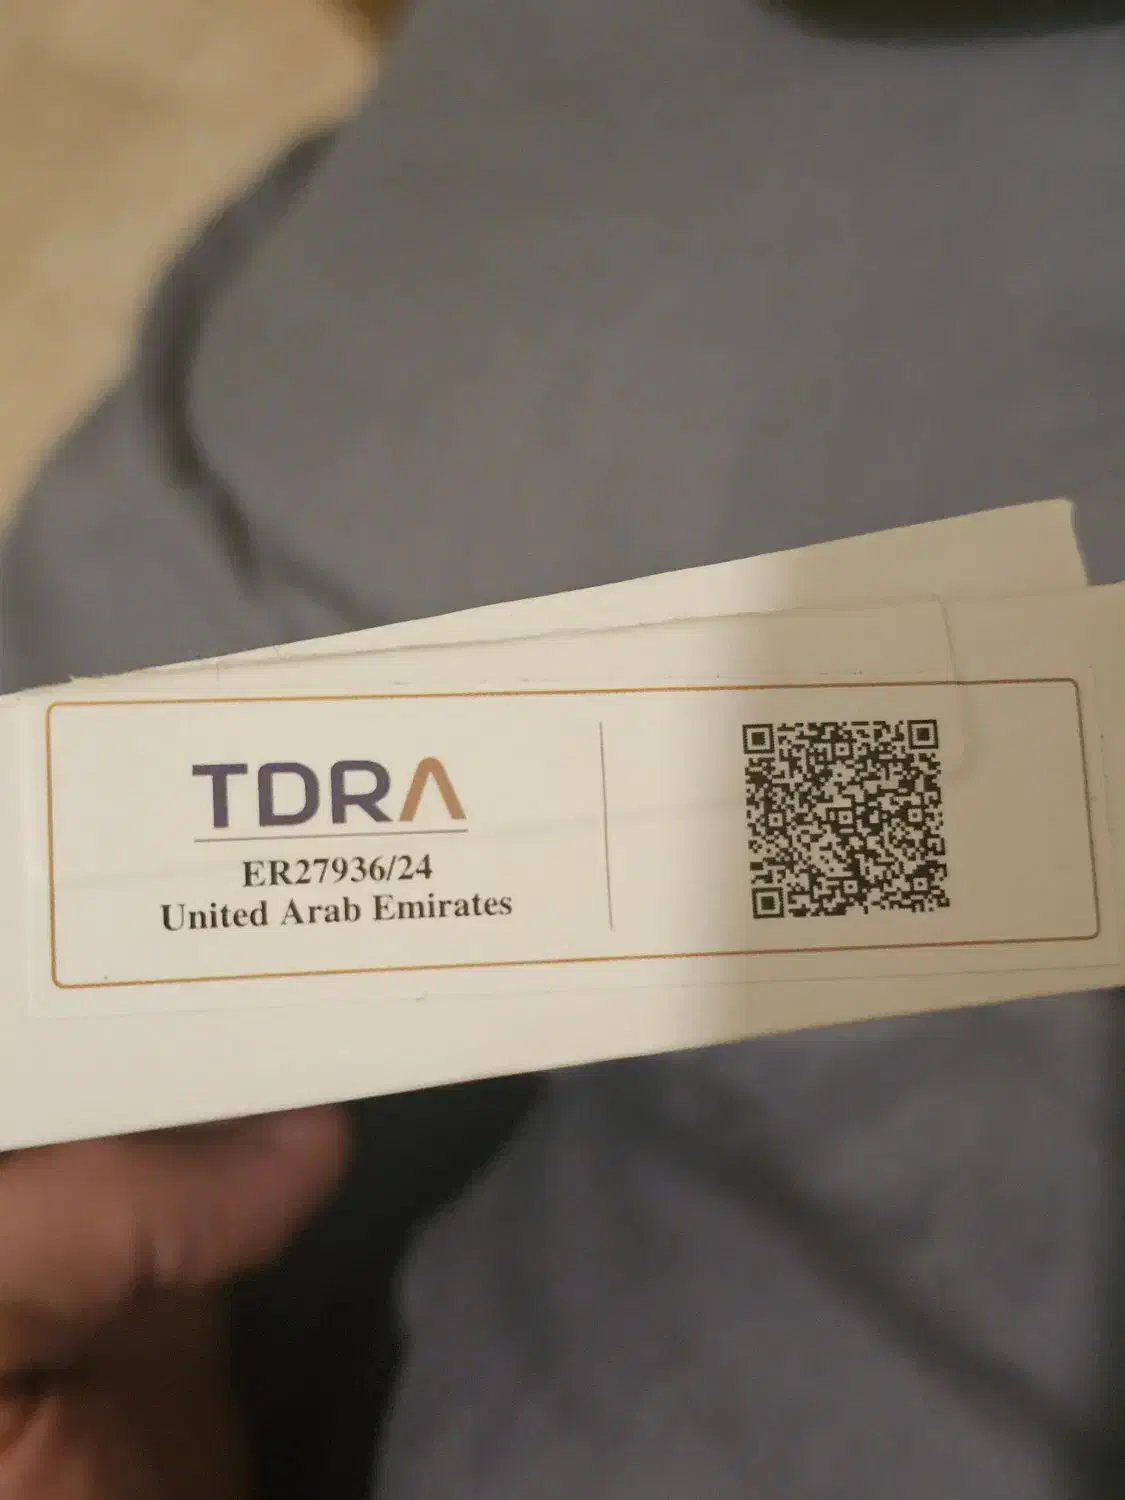 TDRA
ER27936/24
United Arab Emirates